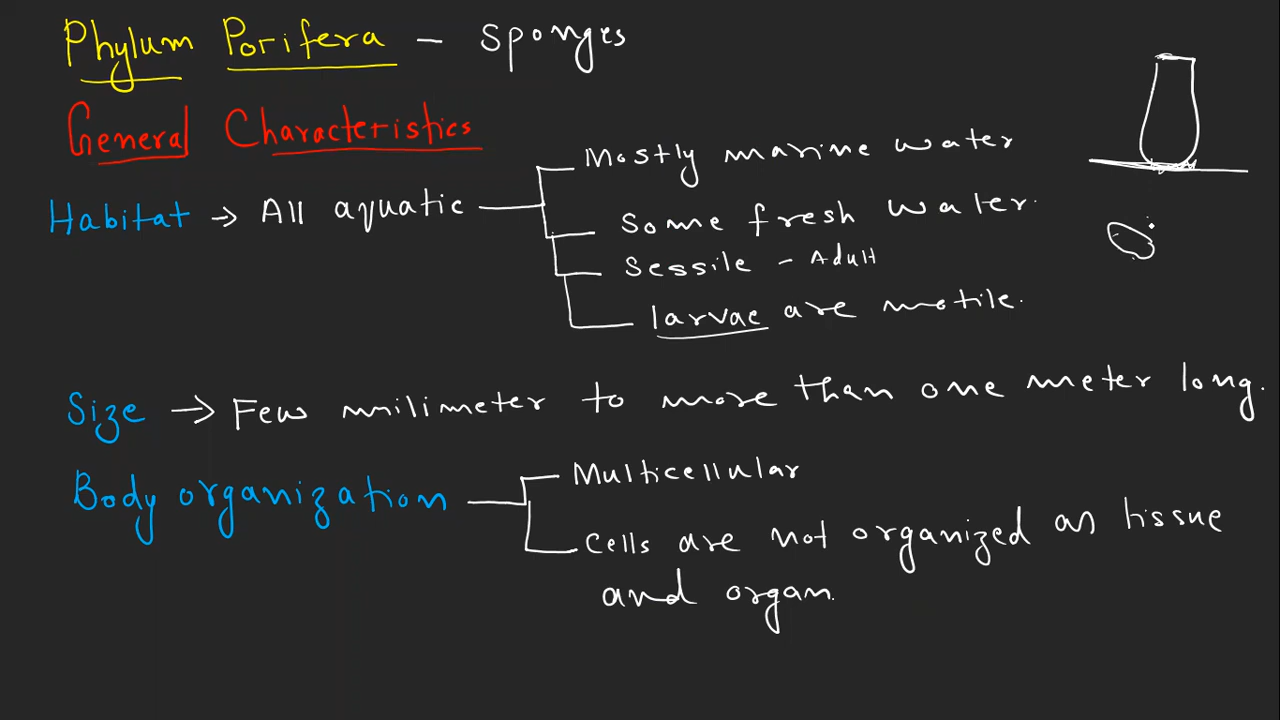 Phylum Porifera - Sponges
General Characteristics
Habitat → All aquatic
Mostly marine water
Some fresh water.
Sessile - Adult
larvae are motile.
Size → Few milimeter to more than one meter long.
Body organization
Multicellular
Cells are not organized as tissue
and organ.